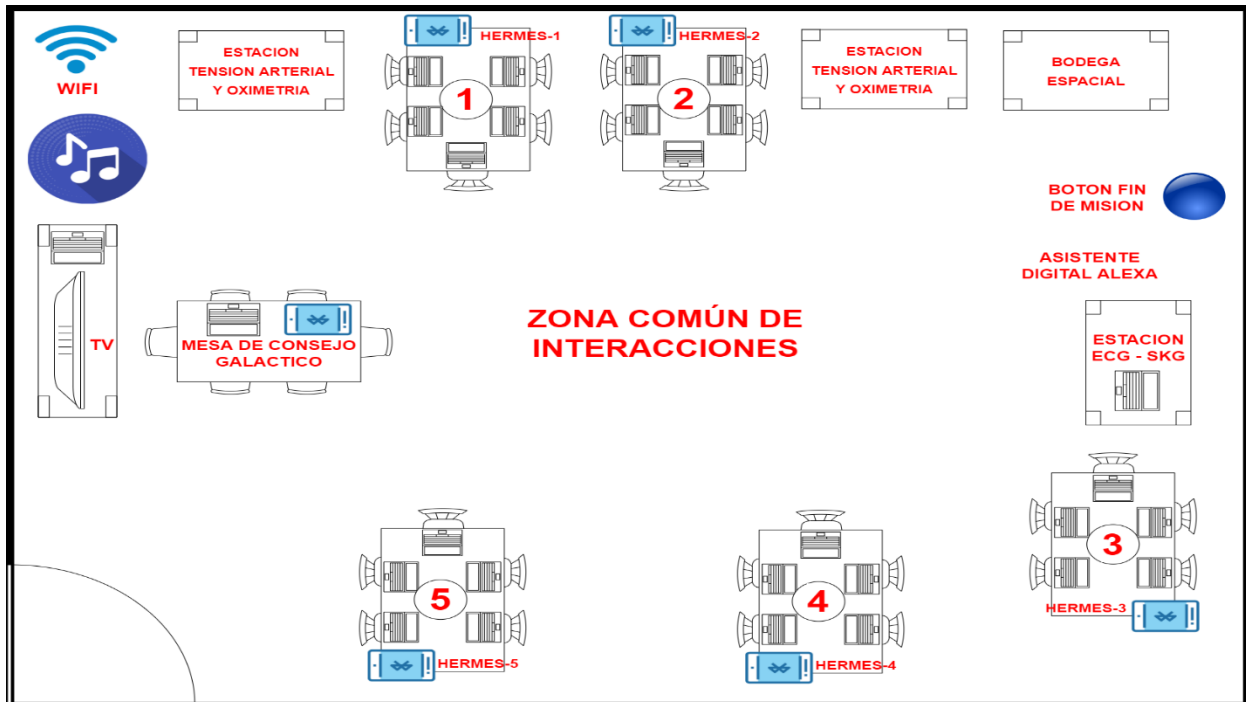 WIFI
ESTACION
TENSION ARTERIAL
Y OXIMETRIA
HERMES-1
1
HERMES-2
2
ESTACION
TENSION ARTERIAL
Y OXIMETRIA
BODEGA
ESPACIAL
BOTON FIN
DE MISION
ASISTENTE
DIGITAL ALEXA
TV
MESA DE CONSEJO
GALACTICO
ZONA COMÚN DE
INTERACCIONES
ESTACION
ECG - SKG
3
HERMES-3
5
HERMES-5
4
HERMES-4